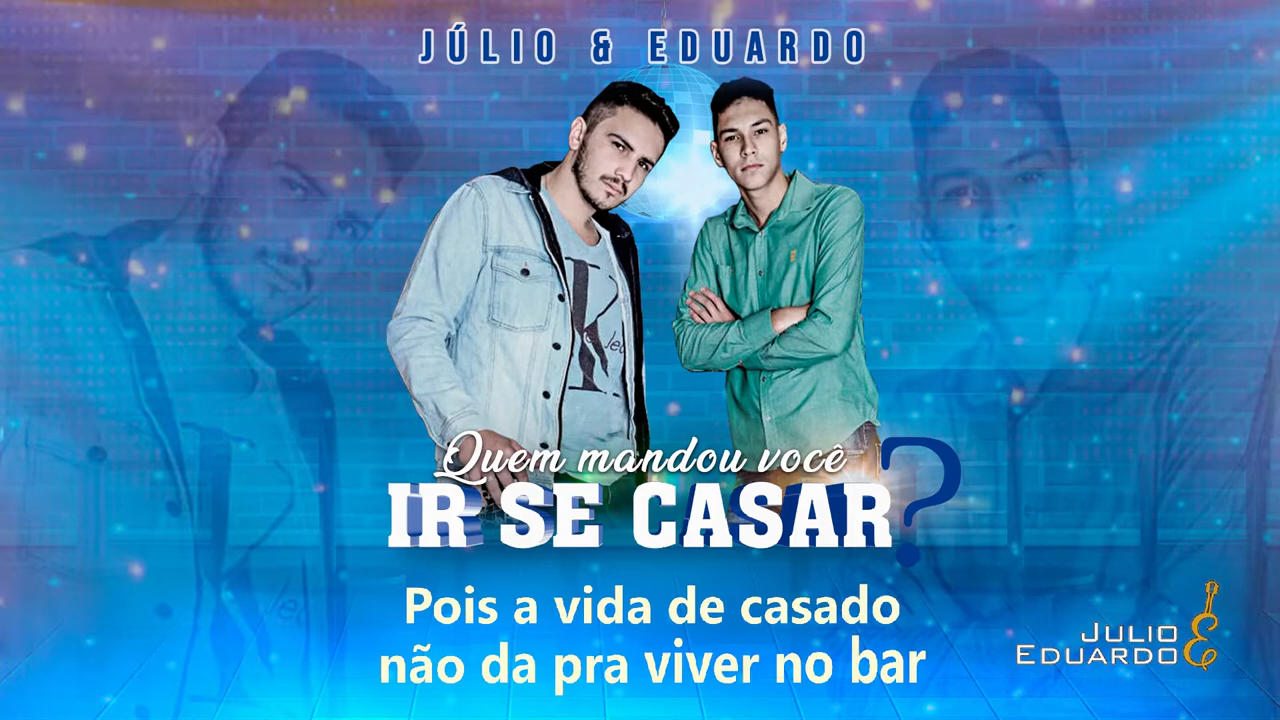 JÚLIO & EDUARDO
Quem mandou você
IR SE CASAR?
Pois a vida de casado
não da pra viver no bar
JULIO &
EDUARDO